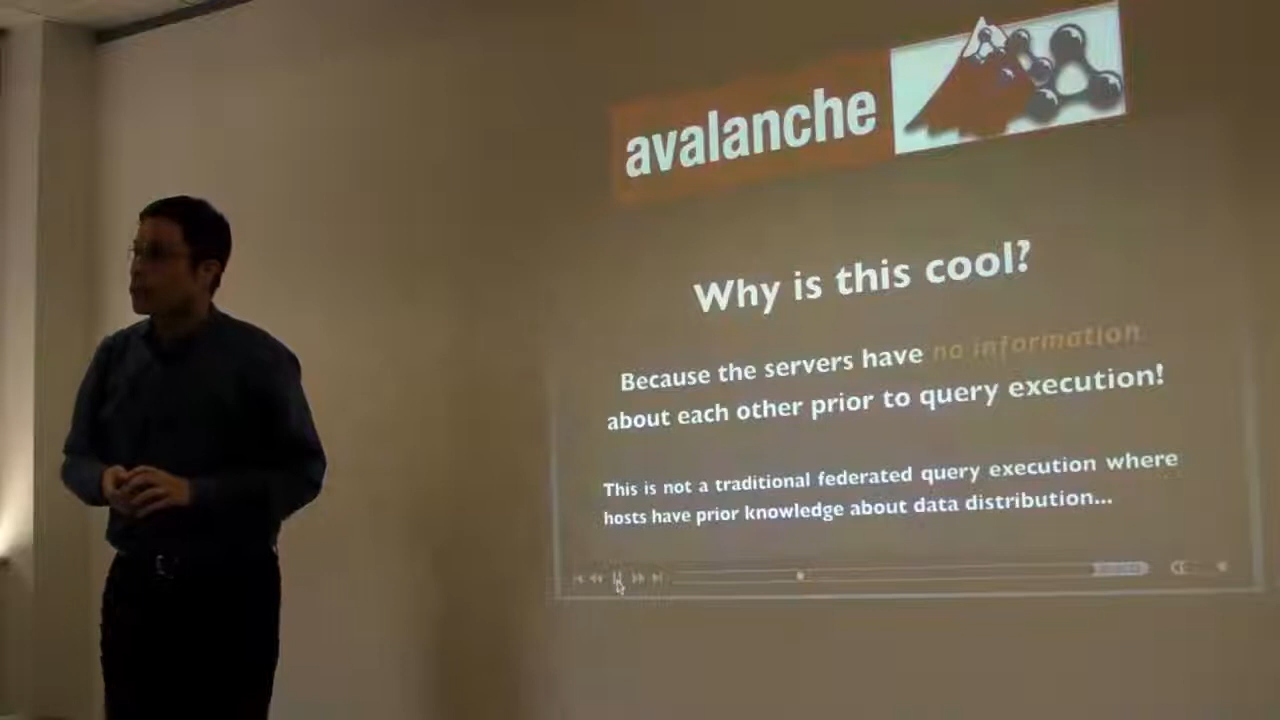 avalanche
Why is this cool?
Because the servers have no information
about each other prior to query execution!
This is not a traditional federated query execution where
hosts have prior knowledge about data distribution...